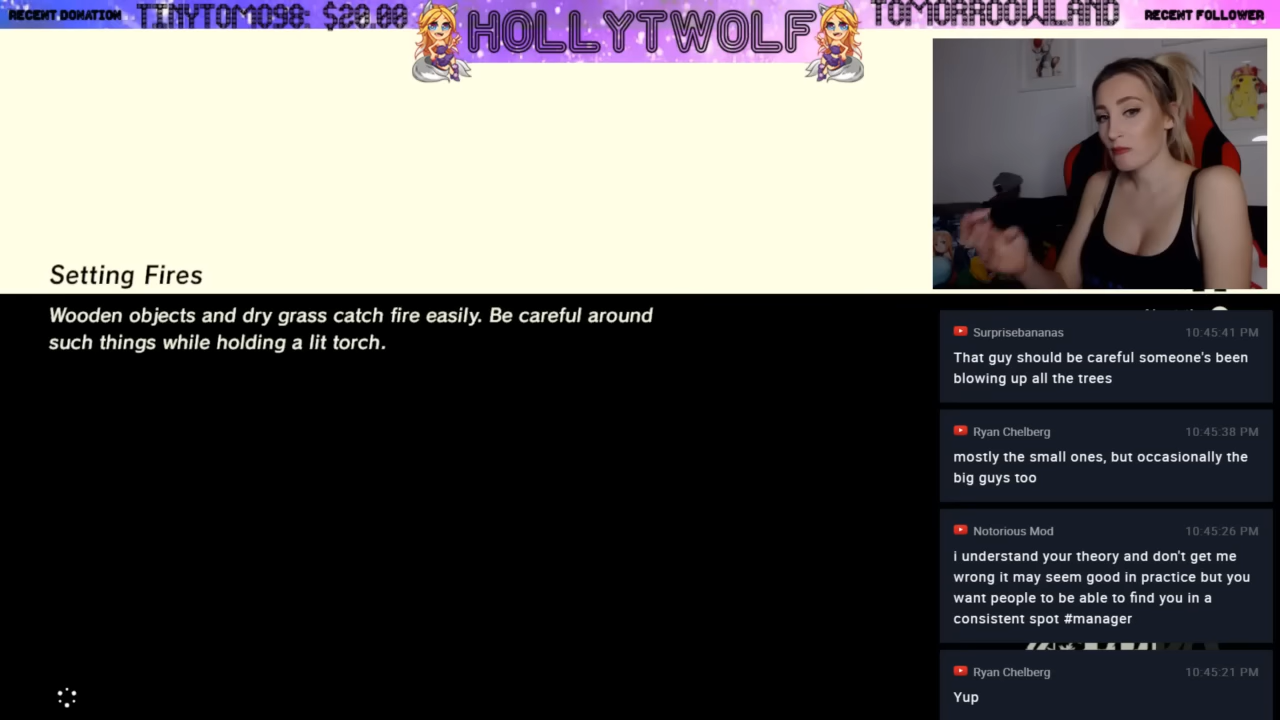 RECENT DONATION TINYTOMO98: $20.00 HOLLYTWOLF TOMORROOWLAND RECENT FOLLOWER
Setting Fires
Wooden objects and dry grass catch fire easily. Be careful around
such things while holding a lit torch.
Surprisebananas 10:45:41 PM
That guy should be careful someone's been
blowing up all the trees
Ryan Chelberg 10:45:38 PM
mostly the small ones, but occasionally the
big guys too
Notorious Mod 10:45:26 PM
i understand your theory and don't get me
wrong it may seem good in practice but you
want people to be able to find you in a
consistent spot #manager
Ryan Chelberg 10:45:21 PM
Yup